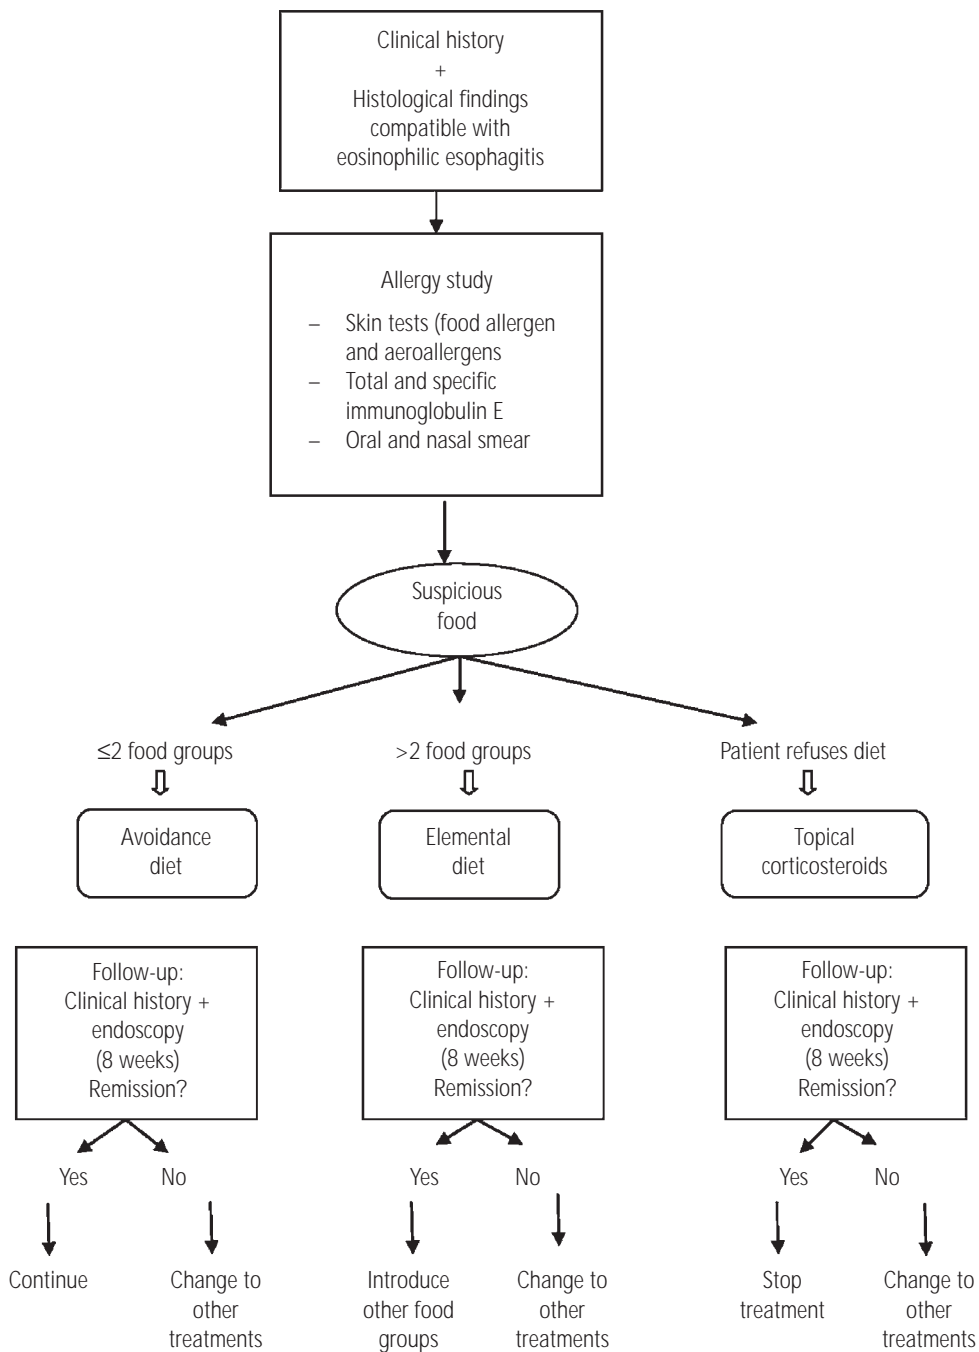 Clinical history
+
Histological findings
compatible with
eosinophilic esophagitis
Allergy study
– Skin tests (food allergen
and aeroallergens
– Total and specific
immunoglobulin E
– Oral and nasal smear
Suspicious
food
≤2 food groups
Avoidance
diet
>2 food groups
Elemental
diet
Patient refuses diet
Topical
corticosteroids
Follow-up:
Clinical history +
endoscopy
(8 weeks)
Remission?
Yes
No
Continue
Change to
other
treatments
Follow-up:
Clinical history +
endoscopy
(8 weeks)
Remission?
Yes
No
Introduce
other food
groups
Change to
other
treatments
Follow-up:
Clinical history +
endoscopy
(8 weeks)
Remission?
Yes
No
Stop
treatment
Change to
other
treatments